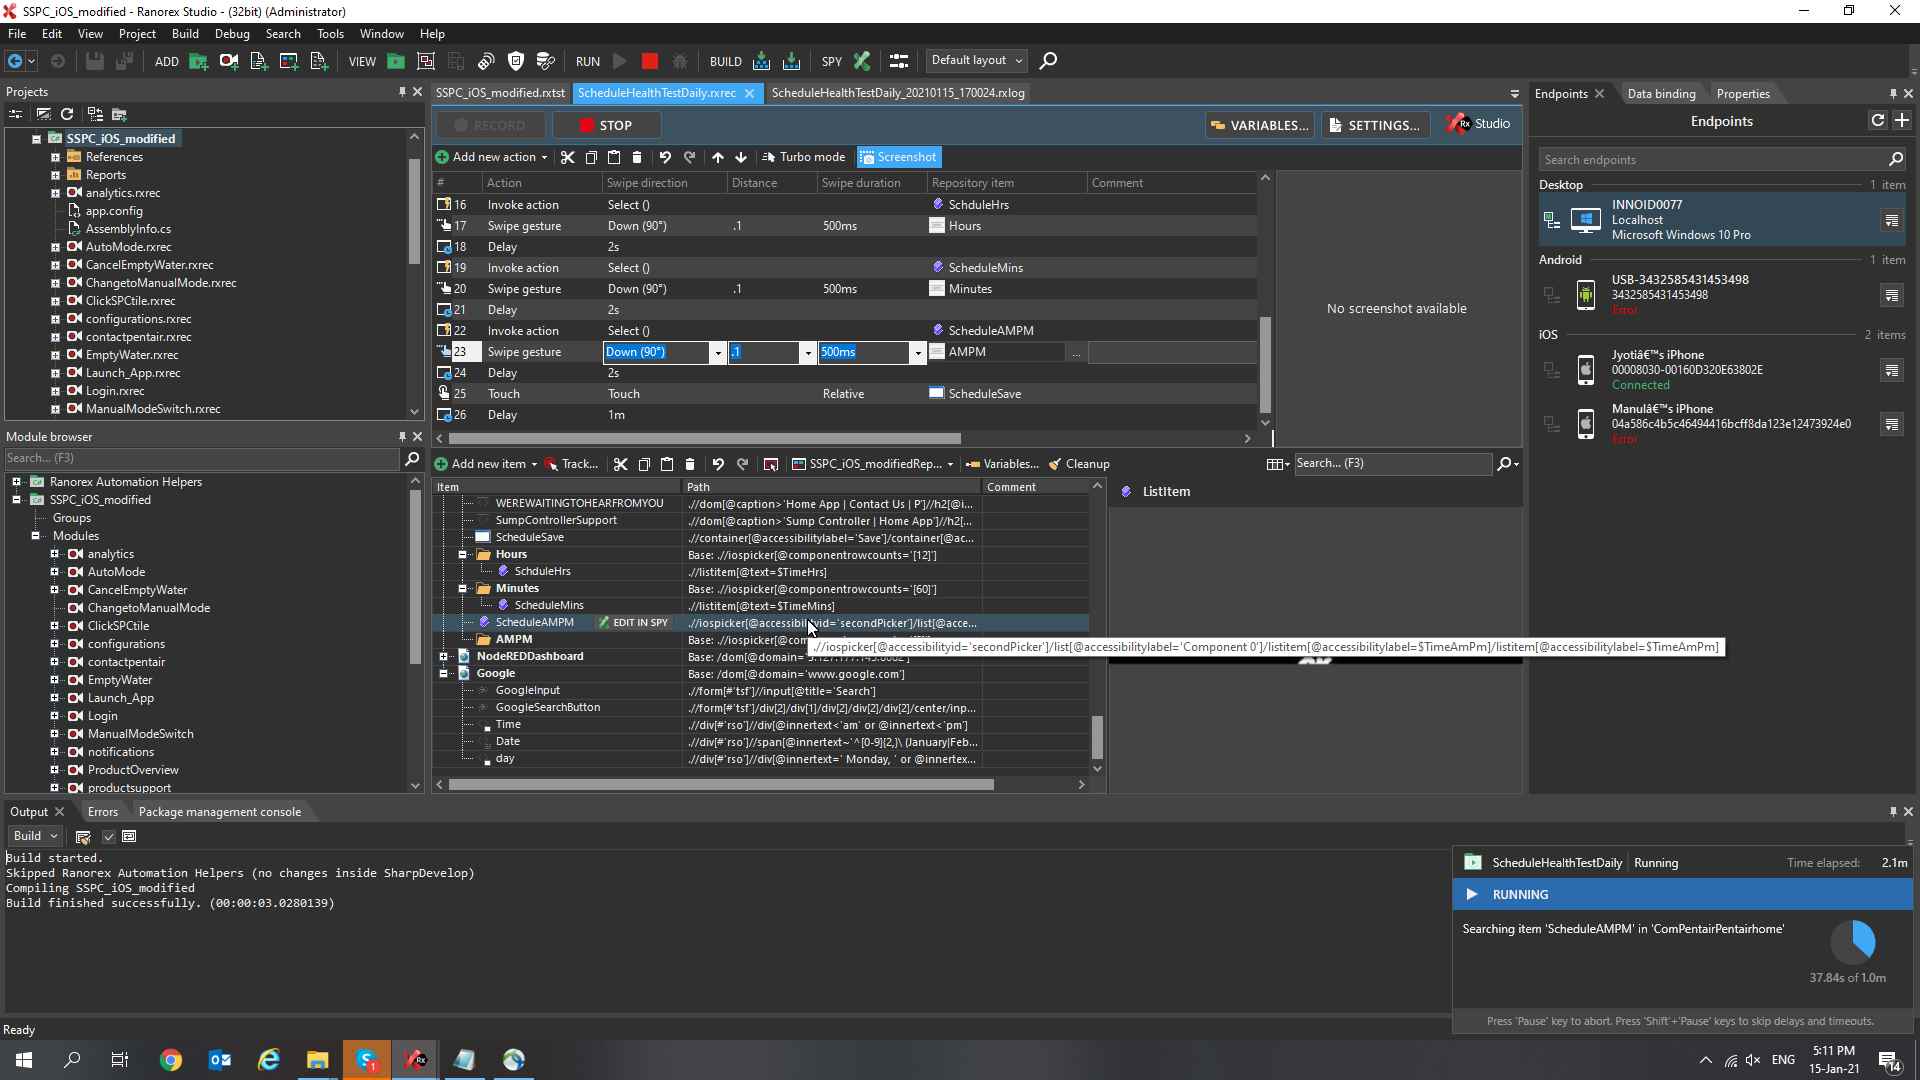 SSPC_iOS_modified - Ranorex Studio - (32bit) (Administrator)
File Edit View Project Build Debug Search Tools Window Help
ADD VIEW RUN BUILD SPY Default layout
Projects
SSPC_iOS_modified
References
Reports
analytics.rxrec
app.config
AssemblyInfo.cs
AutoMode.rxrec
CancelEmptyWater.rxrec
ChangetoManualMode.rxrec
ClickSPCtile.rxrec
configurations.rxrec
contactpentair.rxrec
EmptyWater.rxrec
Launch_App.rxrec
Login.rxrec
ManualModeSwitch.rxrec
Module browser
Search... (F3)
Ranorex Automation Helpers
SSPC_iOS_modified
Groups
Modules
analytics
AutoMode
CancelEmptyWater
ChangetoManualMode
ClickSPCtile
configurations
contactpentair
EmptyWater
Launch_App
Login
ManualModeSwitch
notifications
ProductOverview
productsupport
SSPC_iOS_modified.rxtst ScheduleHealthTestDaily.rxrec ScheduleHealthTestDaily_20210115_170024.rxlog
RECORD STOP VARIABLES... SETTINGS... Rx Studio
Add new action Turbo mode Screenshot
# Action Swipe direction Distance Swipe duration Repository item Comment
16 Invoke action Select () SchduleHrs
17 Swipe gesture Down (90°) .1 500ms Hours
18 Delay 2s
19 Invoke action Select () ScheduleMins
20 Swipe gesture Down (90°) .1 500ms Minutes
21 Delay 2s
22 Invoke action Select () ScheduleAMPM
23 Swipe gesture Down (90°) .1 500ms AMPM ...
24 Delay 2s
25 Touch Touch Relative ScheduleSave
26 Delay 1m
No screenshot available
Add new item Track... SSPC_iOS_modifiedRep... Variables... Cleanup Search... (F3)
Item Path Comment
WEREWAITINGTOHEARFROMYOU .//dom[@caption>'Home App | Contact Us | P']//h2[@i...
SumpControllerSupport .//dom[@caption>'Sump Controller | Home App']//h2[...
ScheduleSave .//container[@accessibilitylabel='Save']/container[@ac...
Hours Base: .//iospicker[@componentrowcounts='[12]']
SchduleHrs .//listitem[@text=$TimeHrs]
Minutes Base: .//iospicker[@componentrowcounts='[60]']
ScheduleMins .//listitem[@text=$TimeMins]
ScheduleAMPM EDIT IN SPY .//iospicker[@accessibilityid='secondPicker']/list[@acce...
AMPM Base: .//iospicker[@com
.//iospicker[@accessibilityid='secondPicker']/list[@accessibilitylabel='Component 0']/listitem[@accessibilitylabel=$TimeAmPm]/listitem[@accessibilitylabel=$TimeAmPm]
NodeREDDashboard Base: /dom[@domain=
Google Base: /dom[@domain='www.google.com']
GoogleInput .//form[#'tsf']//input[@title='Search']
GoogleSearchButton .//form[#'tsf']/div[2]/div[1]/div[2]/div[2]/div[2]/center/inp...
Time .//div[#'rso']//div[@innertext<'am' or @innertext<'pm']
Date .//div[#'rso']//span[@innertext~'^[0-9]{2,}\ (January|Feb...
day .//div[#'rso']//div[@innertext=' Monday, ' or @innertex...
ListItem
Endpoints Data binding Properties
Endpoints
Search endpoints
Desktop 1 item
INNOID0077
Localhost
Microsoft Windows 10 Pro
Android 1 item
USB-3432585431453498
3432585431453498
Error
iOS 2 items
Jyotiâ€™s iPhone
00008030-00160D320E63802E
Connected
Manulâ€™s iPhone
04a586c4b5c46494416bcff8da123e12473924e0
Error
Output Errors Package management console
Build
Build started.
Skipped Ranorex Automation Helpers (no changes inside SharpDevelop)
Compiling SSPC_iOS_modified
Build finished successfully. (00:00:03.0280139)
ScheduleHealthTestDaily Running Time elapsed: 2.1m
RUNNING
Searching item 'ScheduleAMPM' in 'ComPentairPentairhome'
37.84s of 1.0m
Press 'Pause' key to abort. Press 'Shift'+'Pause' keys to skip delays and timeouts.
Ready
ENG
5:11 PM
15-Jan-21
14